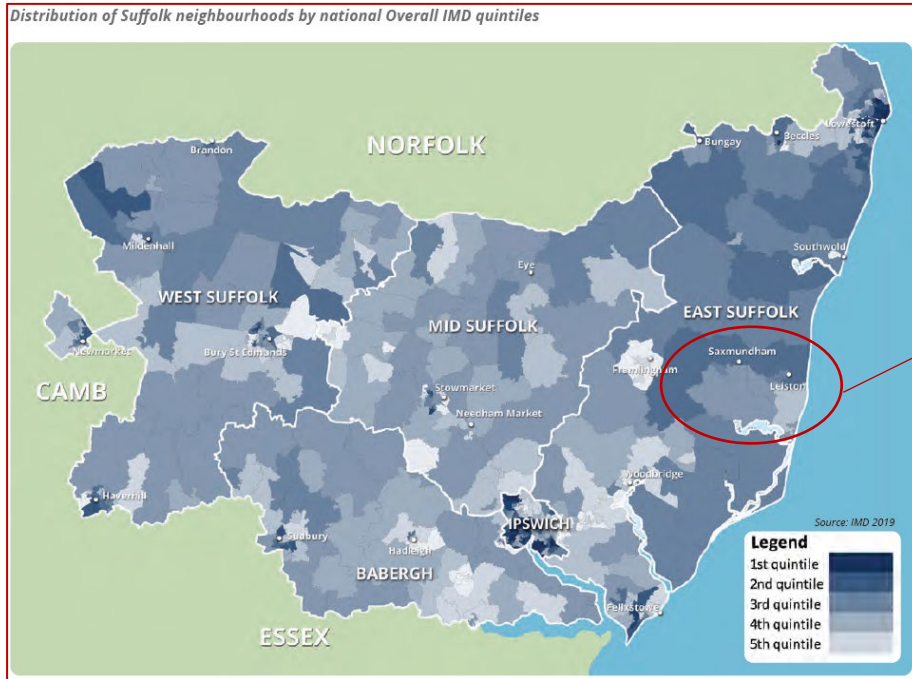 Distribution of Suffolk neighbourhoods by national Overall IMD quintiles
NORFOLK
Brandon
Lowestoft
Beccles
Bungay
Mildenhall
Southwold
Eye
WEST SUFFOLK
EAST SUFFOLK
MID SUFFOLK
Newmarket
Bury St Edmunds
Saxmundham
Framlingham
Leiston
CAMB
Stowmarket
Needham Market
Woodbridge
Haverhill
IPSWICH
Sudbury
Hadleigh
BABERGH
Felixstowe
ESSEX
Source: IMD 2019
Legend
1st quintile
2nd quintile
3rd quintile
4th quintile
5th quintile